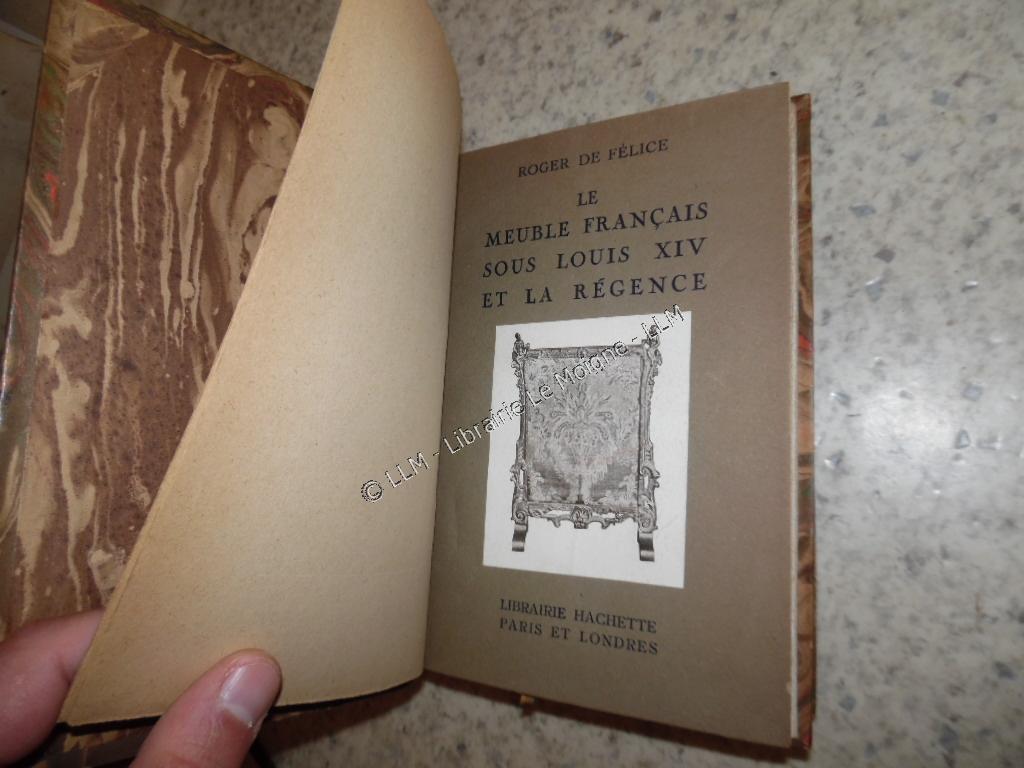 ROGER DE FÉLICE
LE
MEUBLE FRANÇAIS
SOUS LOUIS XIV
ET LA RÉGENCE
© LLM - Librairie Le Moigne - LLM
LIBRAIRIE HACHETTE
PARIS ET LONDRES